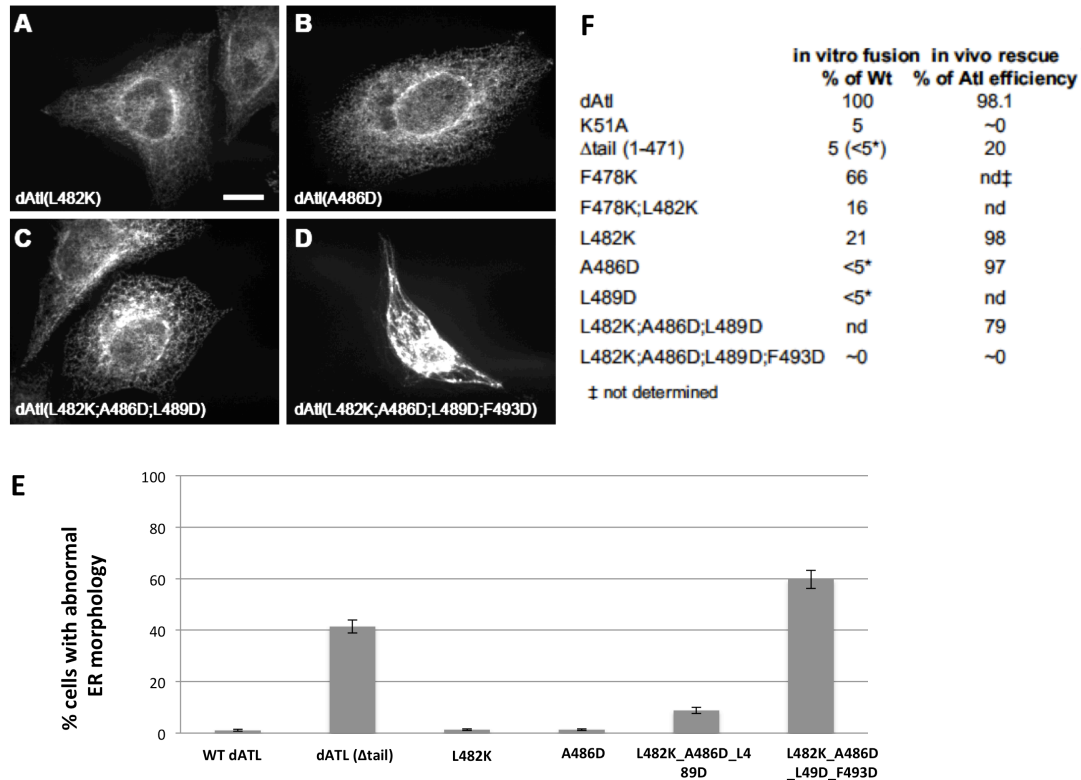 A
dAtl(L482K)
B
dAtl(A486D)
C
dAtl(L482K;A486D;L489D)
D
dAtl(L482K;A486D;L489D;F493D)
F
in vitro fusion in vivo rescue
% of Wt % of Atl efficiency
dAtl 100 98.1
K51A 5 ~0
Δtail (1-471) 5 (<5*) 20
F478K 66 nd‡
F478K;L482K 16 nd
L482K 21 98
A486D <5* 97
L489D <5* nd
L482K;A486D;L489D nd 79
L482K;A486D;L489D;F493D ~0 ~0
‡ not determined
E
% cells with abnormal
ER morphology
100
80
60
40
20
0
WT dATL
dATL (Δtail)
L482K
A486D
L482K_A486D_L4
89D
L482K_A486D
_L49D_F493D